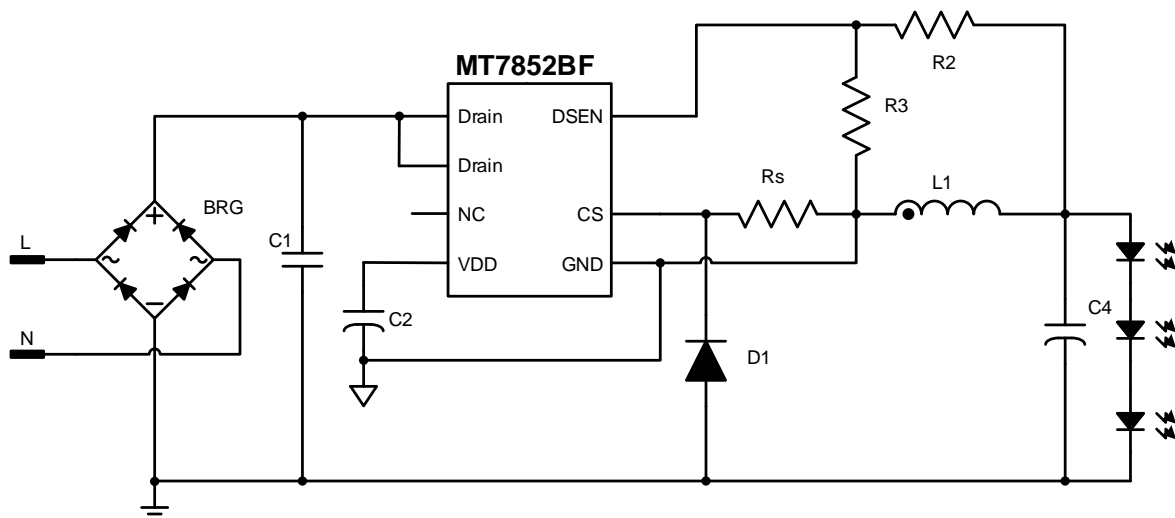 MT7852BF
R2
R3
Drain
DSEN
Drain
Rs
L1
BRG
NC
CS
L
C1
VDD
GND
C2
C4
N
D1